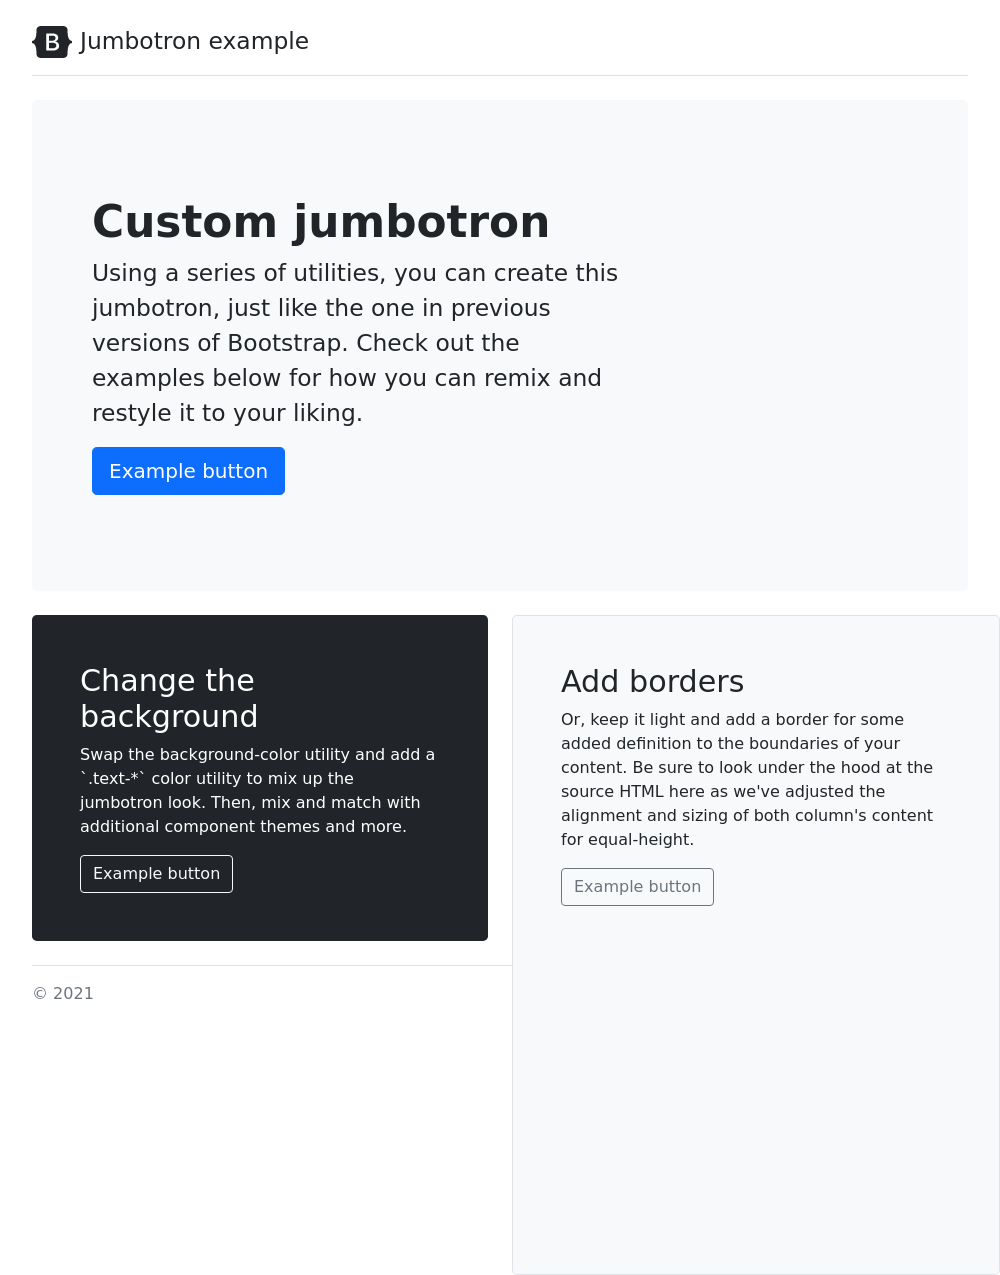 B Jumbotron example
Custom jumbotron
Using a series of utilities, you can create this
jumbotron, just like the one in previous
versions of Bootstrap. Check out the
examples below for how you can remix and
restyle it to your liking.
Example button
Change the
background
Swap the background-color utility and add a
`.text-*` color utility to mix up the
jumbotron look. Then, mix and match with
additional component themes and more.
Example button
Add borders
Or, keep it light and add a border for some
added definition to the boundaries of your
content. Be sure to look under the hood at the
source HTML here as we've adjusted the
alignment and sizing of both column's content
for equal-height.
Example button
© 2021